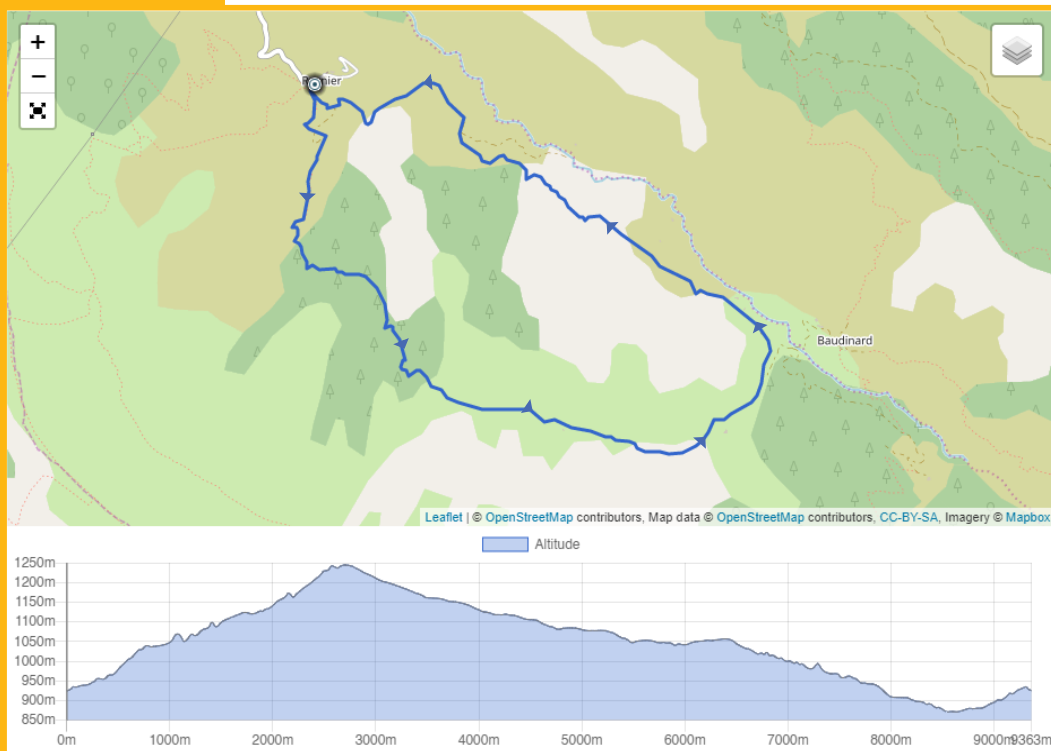 +
−
Baudinard
Leaflet | © OpenStreetMap contributors, Map data © OpenStreetMap contributors, CC-BY-SA, Imagery © Mapbox
Altitude
1250m
1200m
1150m
1100m
1050m
1000m
950m
900m
850m
0m 1000m 2000m 3000m 4000m 5000m 6000m 7000m 8000m 9000m 9363m